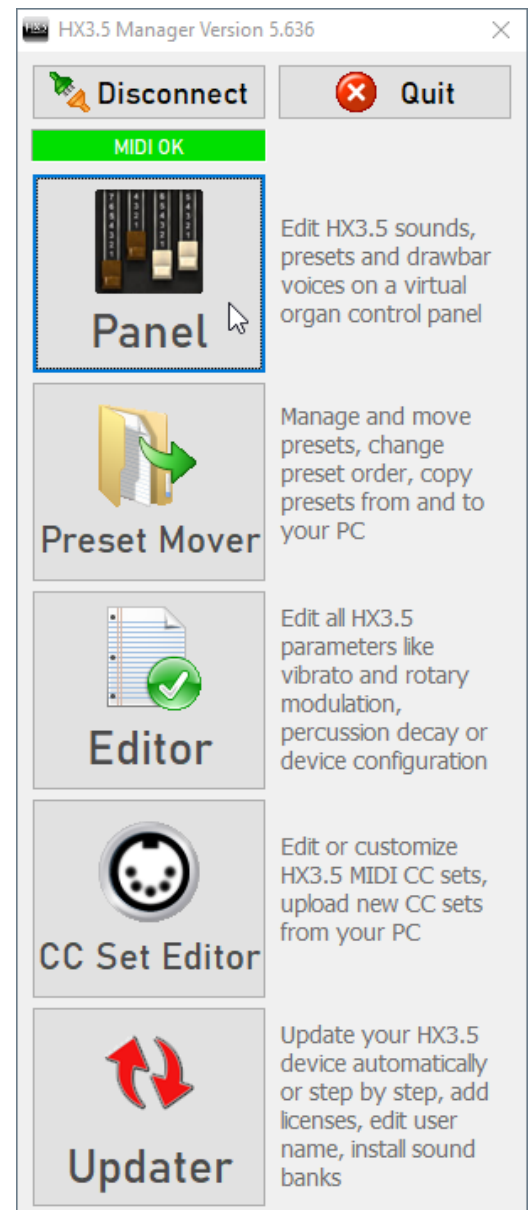 HX3.5 Manager Version 5.636
Disconnect
Quit
MIDI OK
Panel
Edit HX3.5 sounds,
presets and drawbar
voices on a virtual
organ control panel
Preset Mover
Manage and move
presets, change
preset order, copy
presets from and to
your PC
Editor
Edit all HX3.5
parameters like
vibrato and rotary
modulation,
percussion decay or
device configuration
CC Set Editor
Edit or customize
HX3.5 MIDI CC sets,
upload new CC sets
from your PC
Updater
Update your HX3.5
device automatically
or step by step, add
licenses, edit user
name, install sound
banks